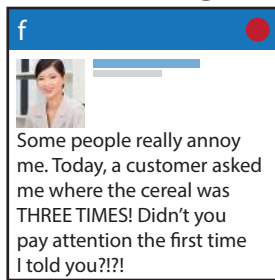 f
Some people really annoy
me. Today, a customer asked
me where the cereal was
THREE TIMES! Didn’t you
pay attention the first time
I told you?!?!